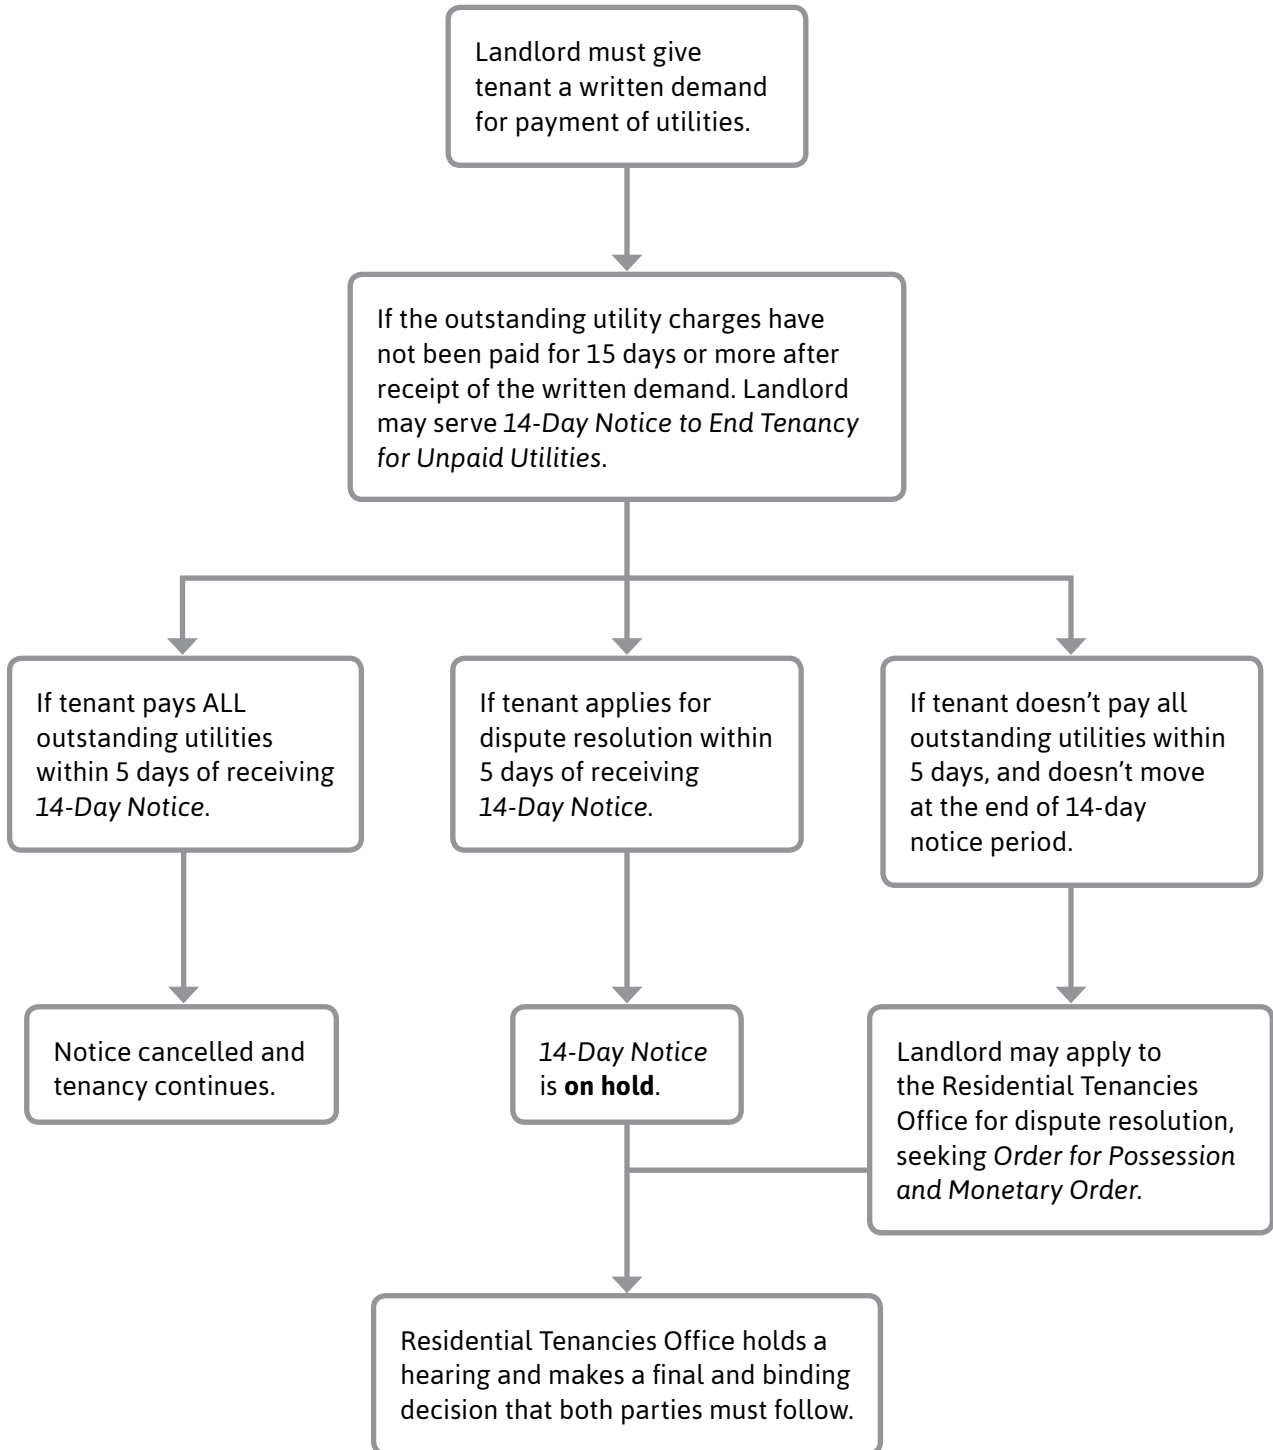 Landlord must give
tenant a written demand
for payment of utilities.
If the outstanding utility charges have
not been paid for 15 days or more after
receipt of the written demand. Landlord
may serve 14-Day Notice to End Tenancy
for Unpaid Utilities.
If tenant pays ALL
outstanding utilities
within 5 days of receiving
14-Day Notice.
If tenant applies for
dispute resolution within
5 days of receiving
14-Day Notice.
If tenant doesn’t pay all
outstanding utilities within
5 days, and doesn’t move
at the end of 14-day
notice period.
Notice cancelled and
tenancy continues.
14-Day Notice
is on hold.
Landlord may apply to
the Residential Tenancies
Office for dispute resolution,
seeking Order for Possession
and Monetary Order.
Residential Tenancies Office holds a
hearing and makes a final and binding
decision that both parties must follow.